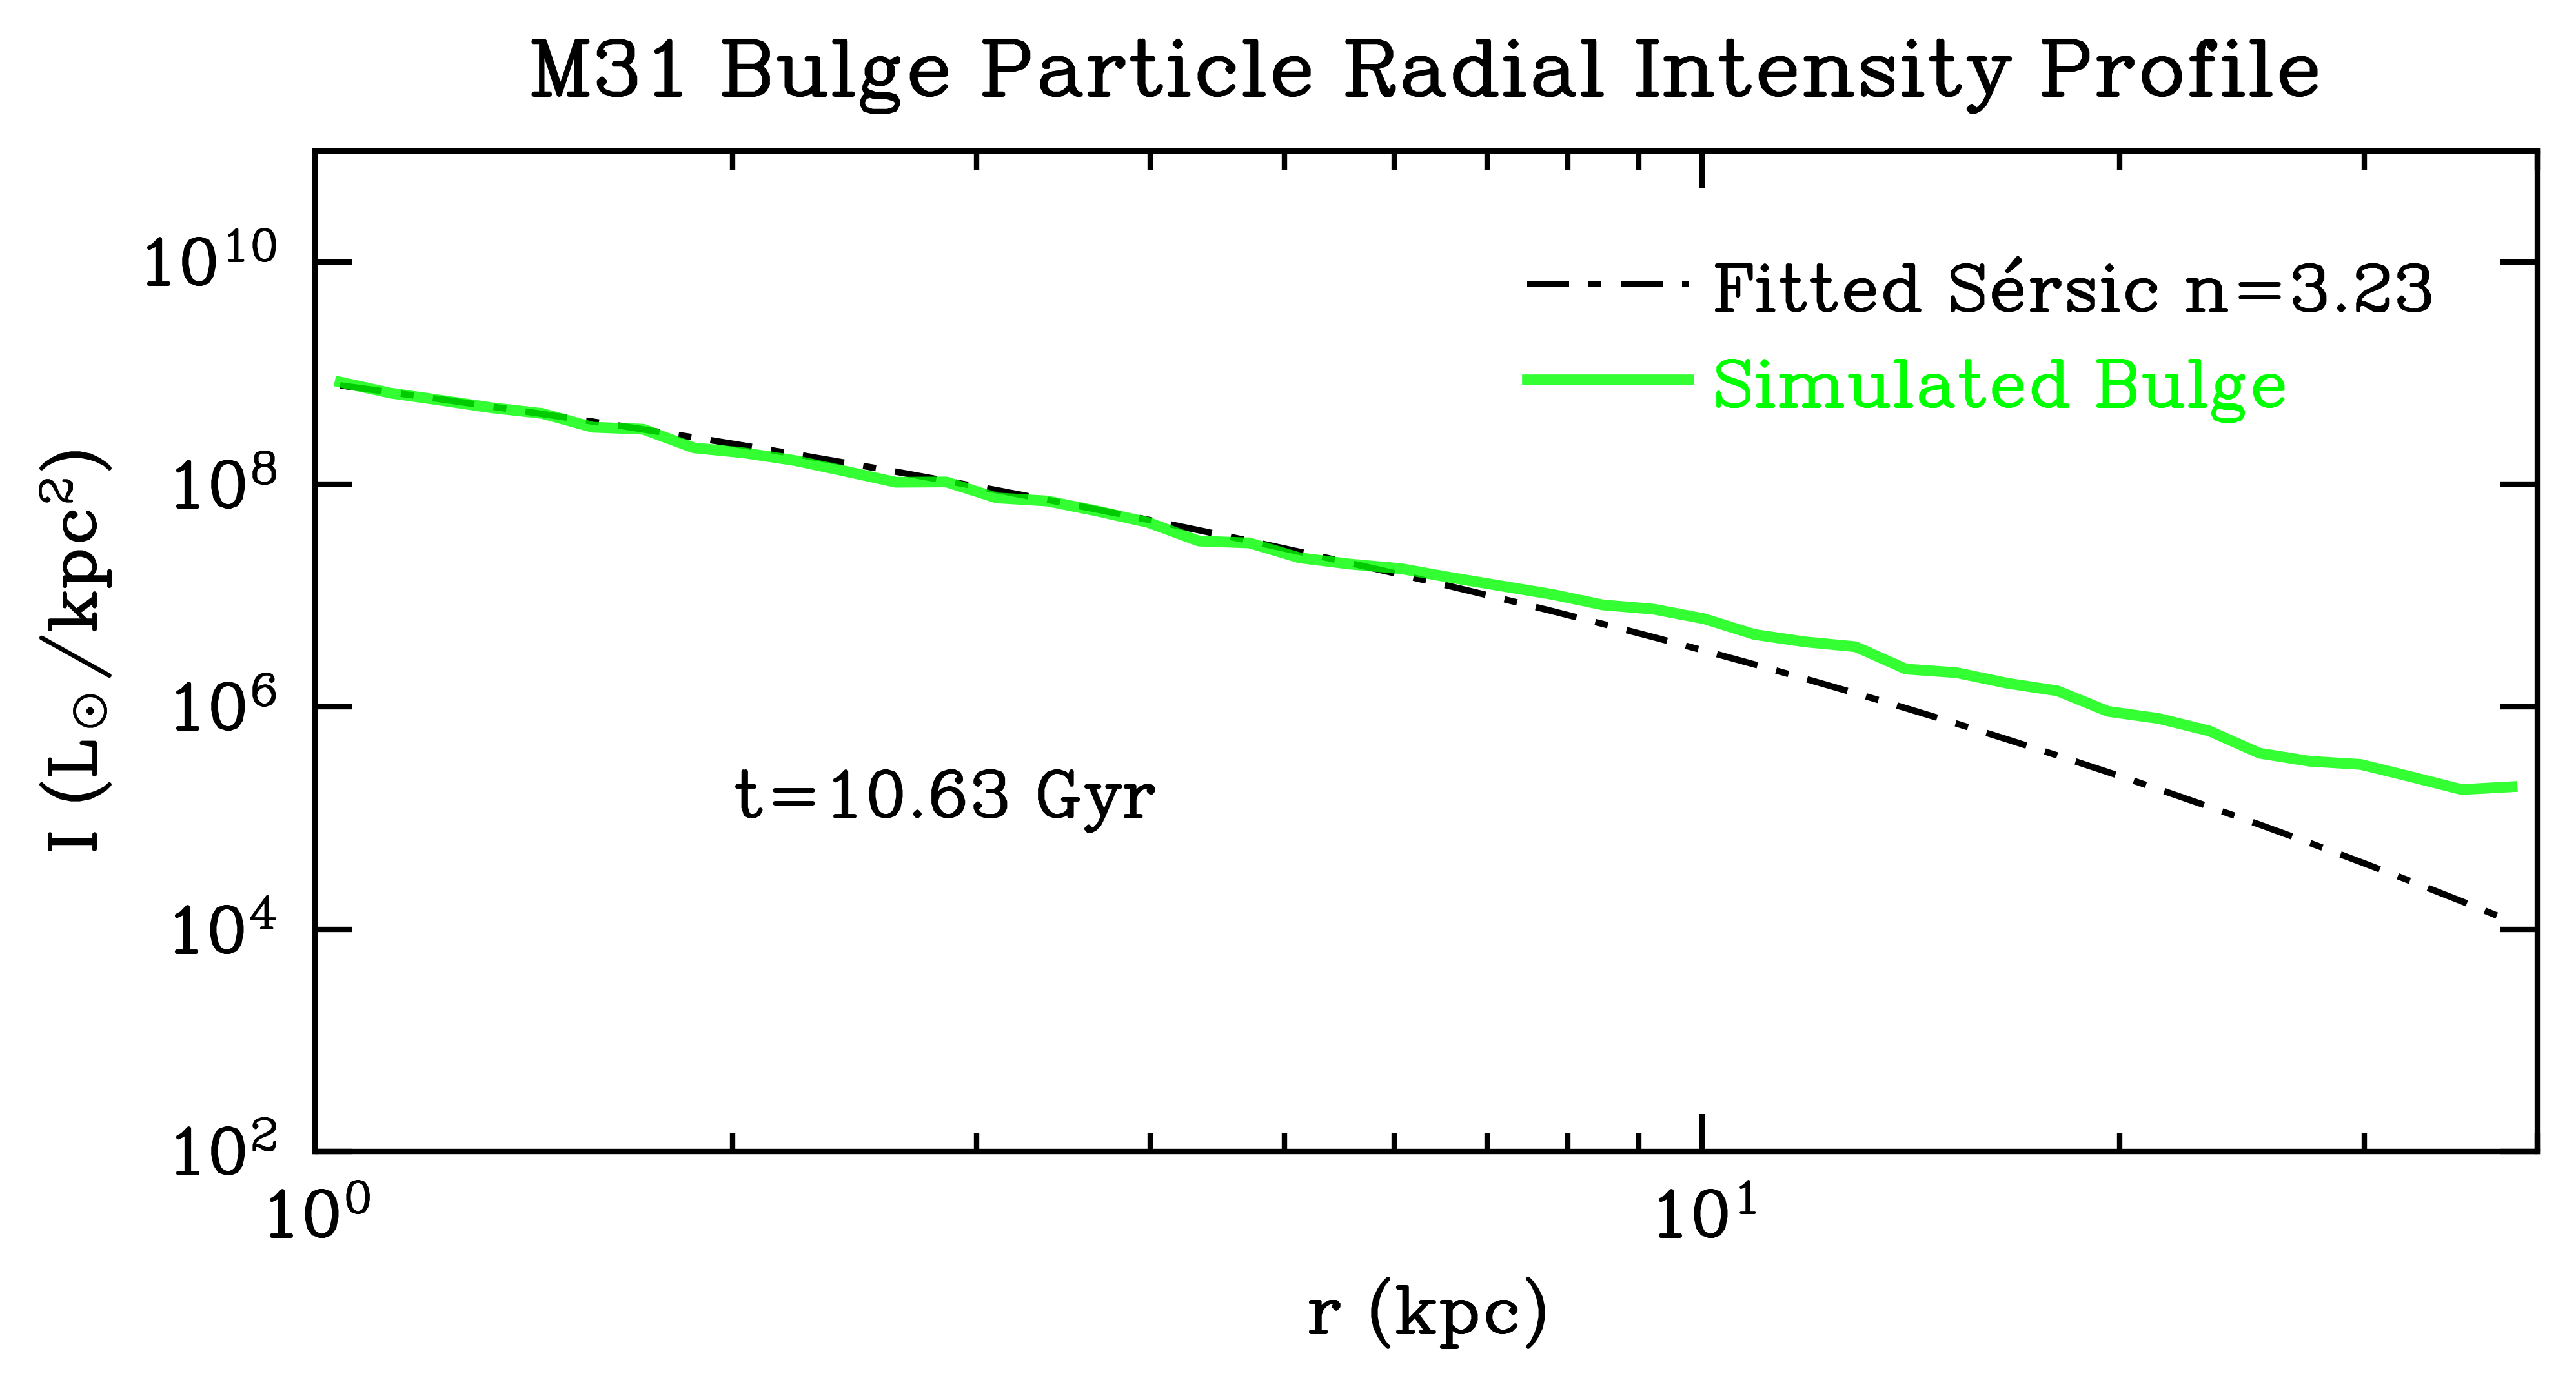 M31 Bulge Particle Radial Intensity Profile
10¹⁰
Fitted Sérsic n=3.23
Simulated Bulge
10⁸
I (L☉/kpc²)
10⁶
t=10.63 Gyr
10⁴
10²
10⁰ 10¹
r (kpc)